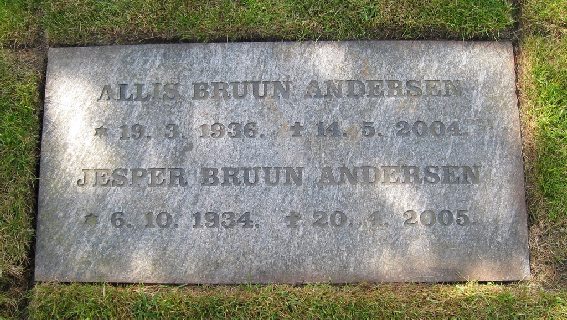 ALLIS BRUUN ANDERSEN
* 19. 3. 1936. ✝ 14. 5. 2004.
JESPER BRUUN ANDERSEN
* 6. 10. 1934. ✝ 20. 4. 2005.